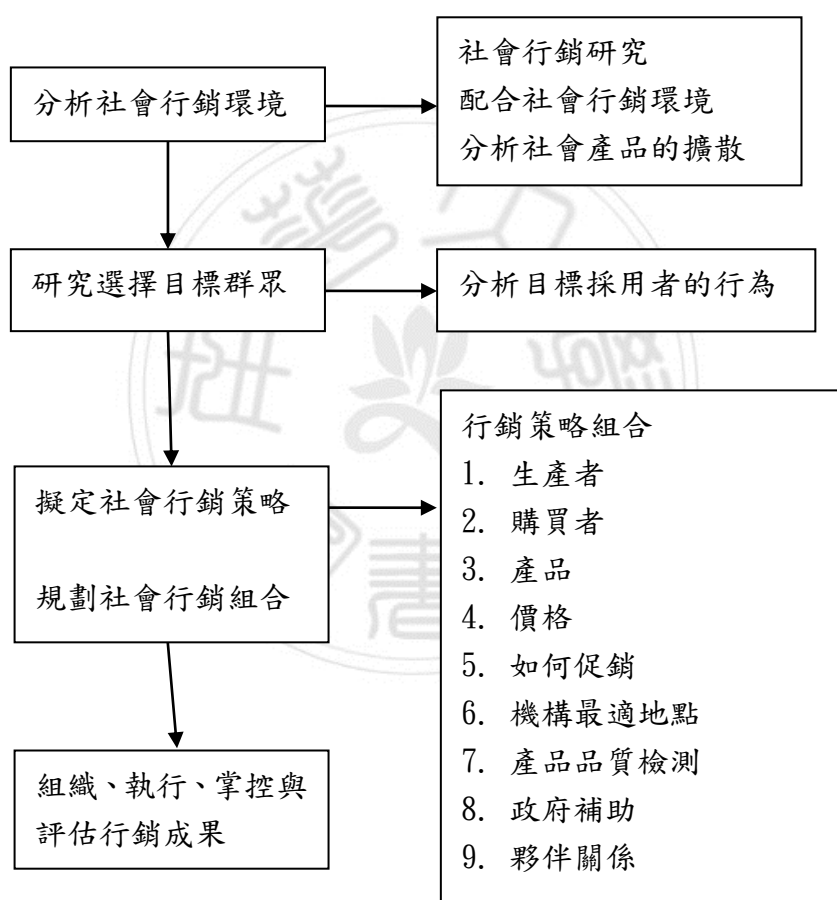 分析社會行銷環境
社會行銷研究
配合社會行銷環境
分析社會產品的擴散
研究選擇目標群眾
分析目標採用者的行為
擬定社會行銷策略
規劃社會行銷組合
行銷策略組合
1. 生產者
2. 購買者
3. 產品
4. 價格
5. 如何促銷
6. 機構最適地點
7. 產品品質檢測
8. 政府補助
9. 夥伴關係
組織、執行、掌控與
評估行銷成果